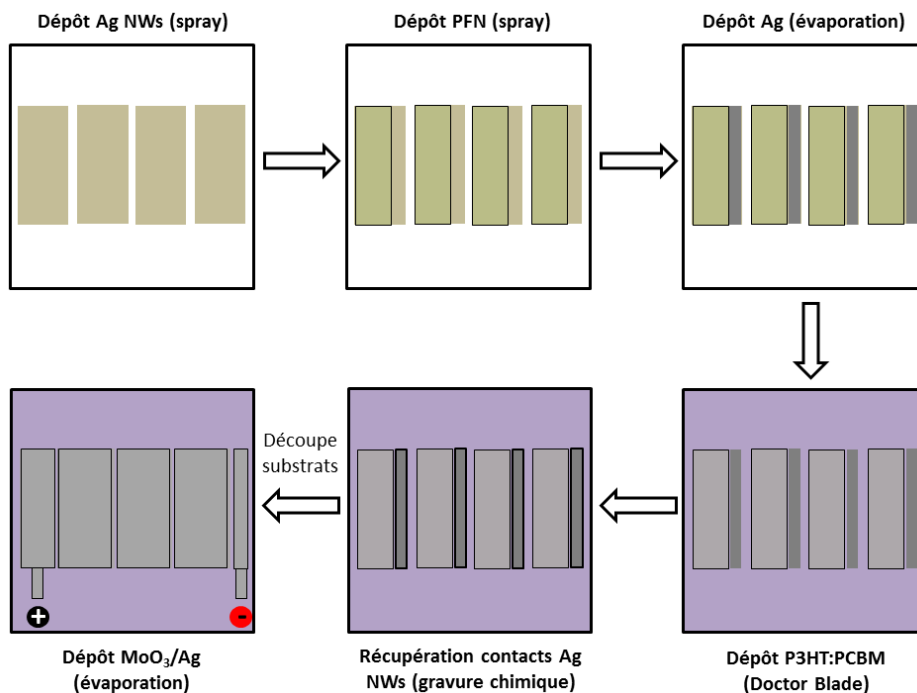 Dépôt Ag NWs (spray)
Dépôt PFN (spray)
Dépôt Ag (évaporation)
Découpe
substrats
+
-
Dépôt MoO₃/Ag
(évaporation)
Récupération contacts Ag
NWs (gravure chimique)
Dépôt P3HT:PCBM
(Doctor Blade)